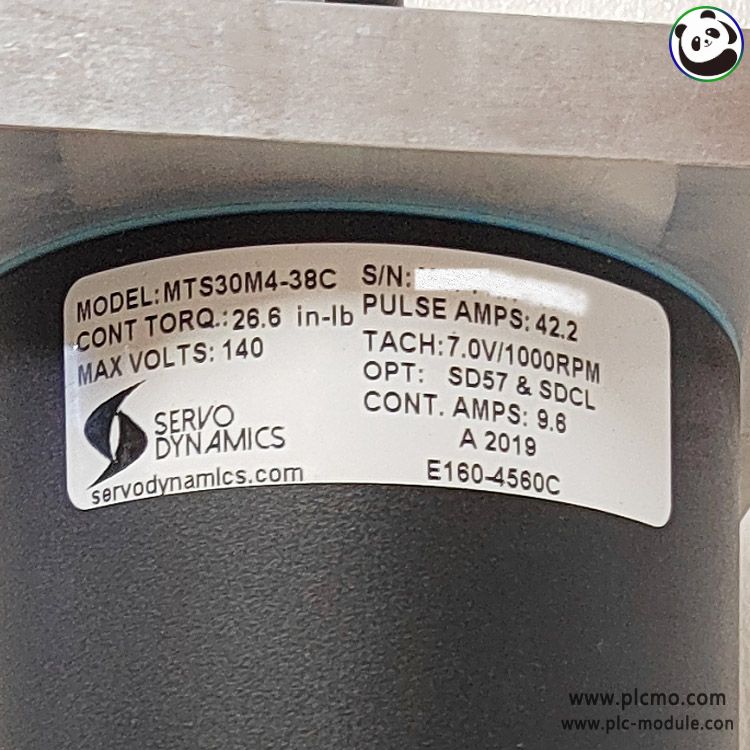 MODEL: MTS30M4-38C
CONT TORQ.: 26.6 in-lb
MAX VOLTS: 140
SERVO
DYNAMICS
servodynamics.com
S/N:
PULSE AMPS: 42.2
TACH: 7.0V/1000RPM
OPT: SD57 & SDCL
CONT. AMPS: 9.6
A 2019
E160-4560C
www.plcmo.com
www.plc-module.com